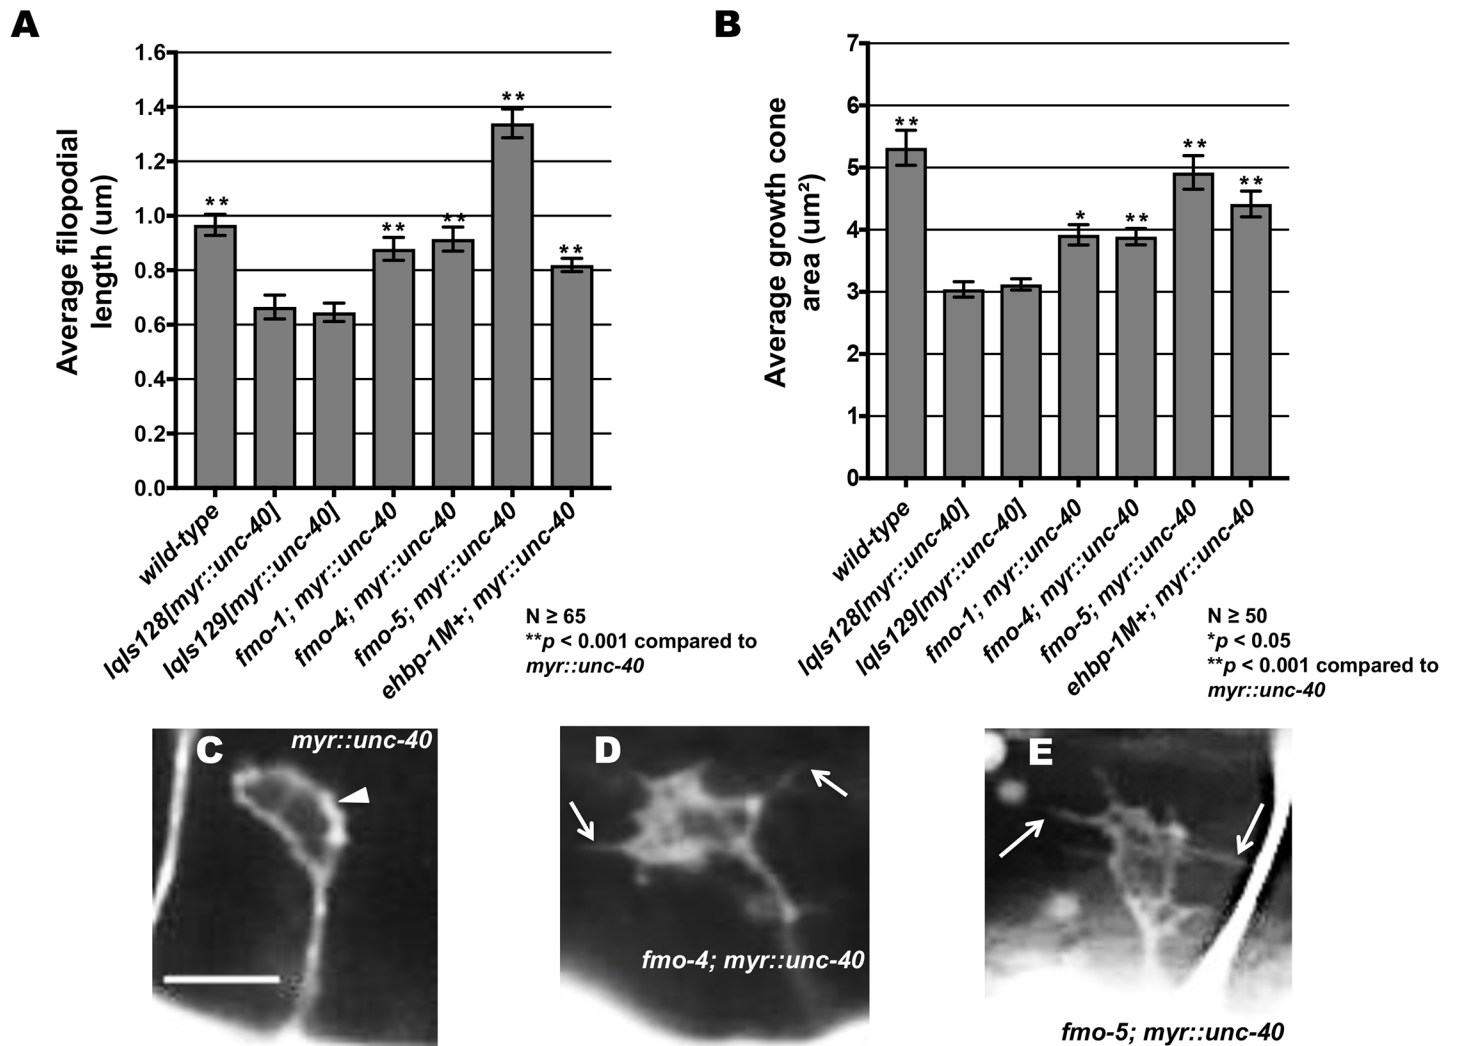 A
Average filopodial
length (um)
1.6
1.4
1.2
1.0
0.8
0.6
0.4
0.2
0.0
**
**
**
**
**
wild-type
lqIs128[myr::unc-40]
lqIs129[myr::unc-40]
fmo-1; myr::unc-40
fmo-4; myr::unc-40
fmo-5; myr::unc-40
ehbp-1M+; myr::unc-40
N ≥ 65
**p < 0.001 compared to
myr::unc-40
B
Average growth cone
area (um²)
7
6
5
4
3
2
1
0
**
*
**
**
**
wild-type
lqIs128[myr::unc-40]
lqIs129[myr::unc-40]
fmo-1; myr::unc-40
fmo-4; myr::unc-40
fmo-5; myr::unc-40
ehbp-1M+; myr::unc-40
N ≥ 50
*p < 0.05
**p < 0.001 compared to
myr::unc-40
C
myr::unc-40
D
fmo-4; myr::unc-40
E
fmo-5; myr::unc-40